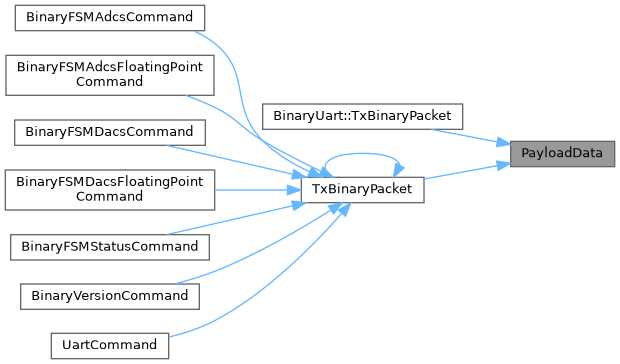 BinaryFSMAdcsCommand
BinaryFSMAdcsFloatingPoint
Command
BinaryFSMDacsCommand
BinaryFSMDacsFloatingPoint
Command
BinaryFSMStatusCommand
BinaryVersionCommand
UartCommand
BinaryUart::TxBinaryPacket
TxBinaryPacket
PayloadData